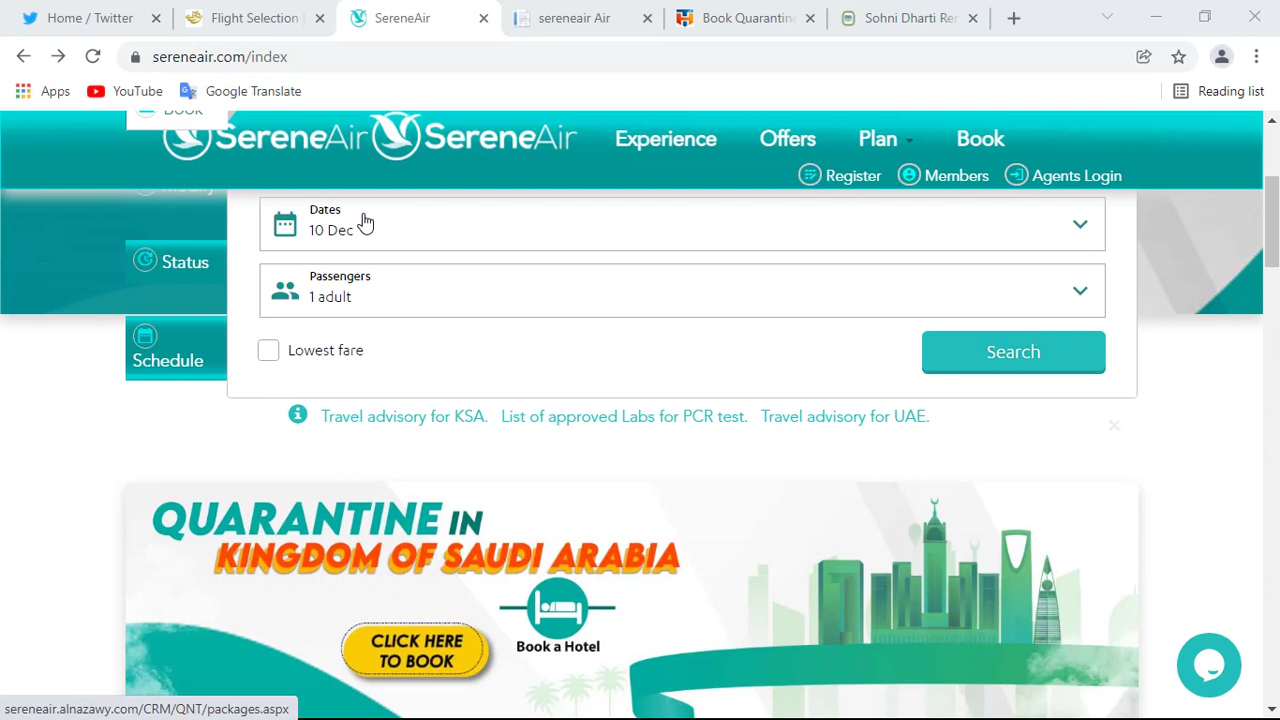 Home / Twitter
Flight Selection
SereneAir
sereneair Air
Book Quarantin
Sohni Dharti Rer
sereneair.com/index
Apps
YouTube
Google Translate
Reading list
Book
SereneAir
SereneAir
Experience
Offers
Plan
Book
Register
Members
Agents Login
Modify
Dates
10 Dec
Status
Passengers
1 adult
Schedule
Lowest fare
Search
Travel advisory for KSA.
List of approved Labs for PCR test.
Travel advisory for UAE.
QUARANTINE IN
KINGDOM OF SAUDI ARABIA
CLICK HERE
TO BOOK
Book a Hotel
sereneair.alnazawy.com/CRM/QNT/packages.aspx